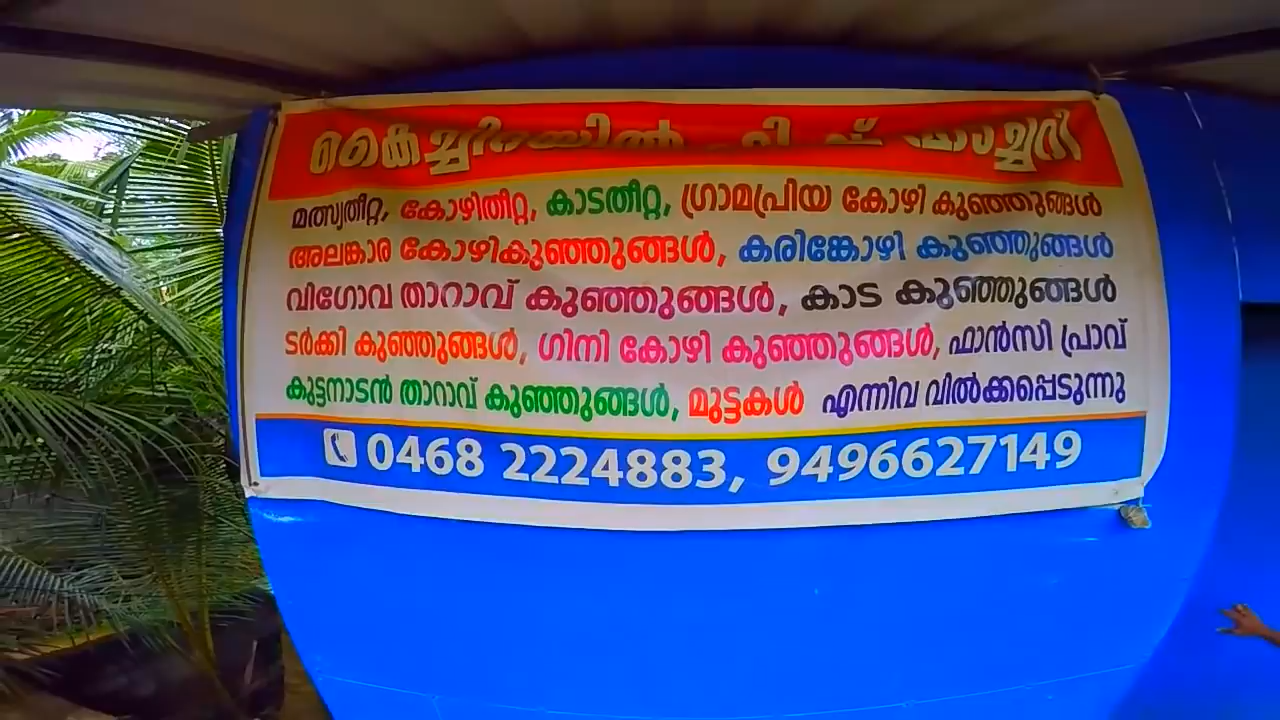 മത്സ്യതീറ്റ, കോഴിതീറ്റ, കാടതീറ്റ, ഗ്രാമപ്രിയ കോഴി കുഞ്ഞുങ്ങൾ
അലങ്കാര കോഴികുഞ്ഞുങ്ങൾ, കരിങ്കോഴി കുഞ്ഞുങ്ങൾ
വിഗോവ താറാവ് കുഞ്ഞുങ്ങൾ, കാട കുഞ്ഞുങ്ങൾ
ടർക്കി കുഞ്ഞുങ്ങൾ, ഗിനി കോഴി കുഞ്ഞുങ്ങൾ, ഫാൻസി പ്രാവ്
കുട്ടനാടൻ താറാവ് കുഞ്ഞുങ്ങൾ, മുട്ടകൾ എന്നിവ വിൽക്കപ്പെടുന്നു
0468 2224883, 9496627149